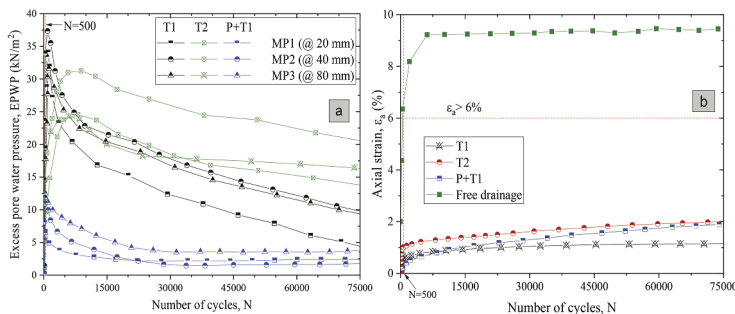 N=500
a
T1 T2 P+T1
MP1 (@ 20 mm)
MP2 (@ 40 mm)
MP3 (@ 80 mm)
Excess pore water pressure, EPWP (kN/m²)
40
35
30
25
20
15
10
5
0
0 15000 30000 45000 60000 75000
Number of cycles, N
b
εa> 6%
T1
T2
P+T1
Free drainage
Axial strain, εa (%)
10
8
6
4
2
0
0 15000 30000 45000 60000 75000
N=500
Number of cycles, N